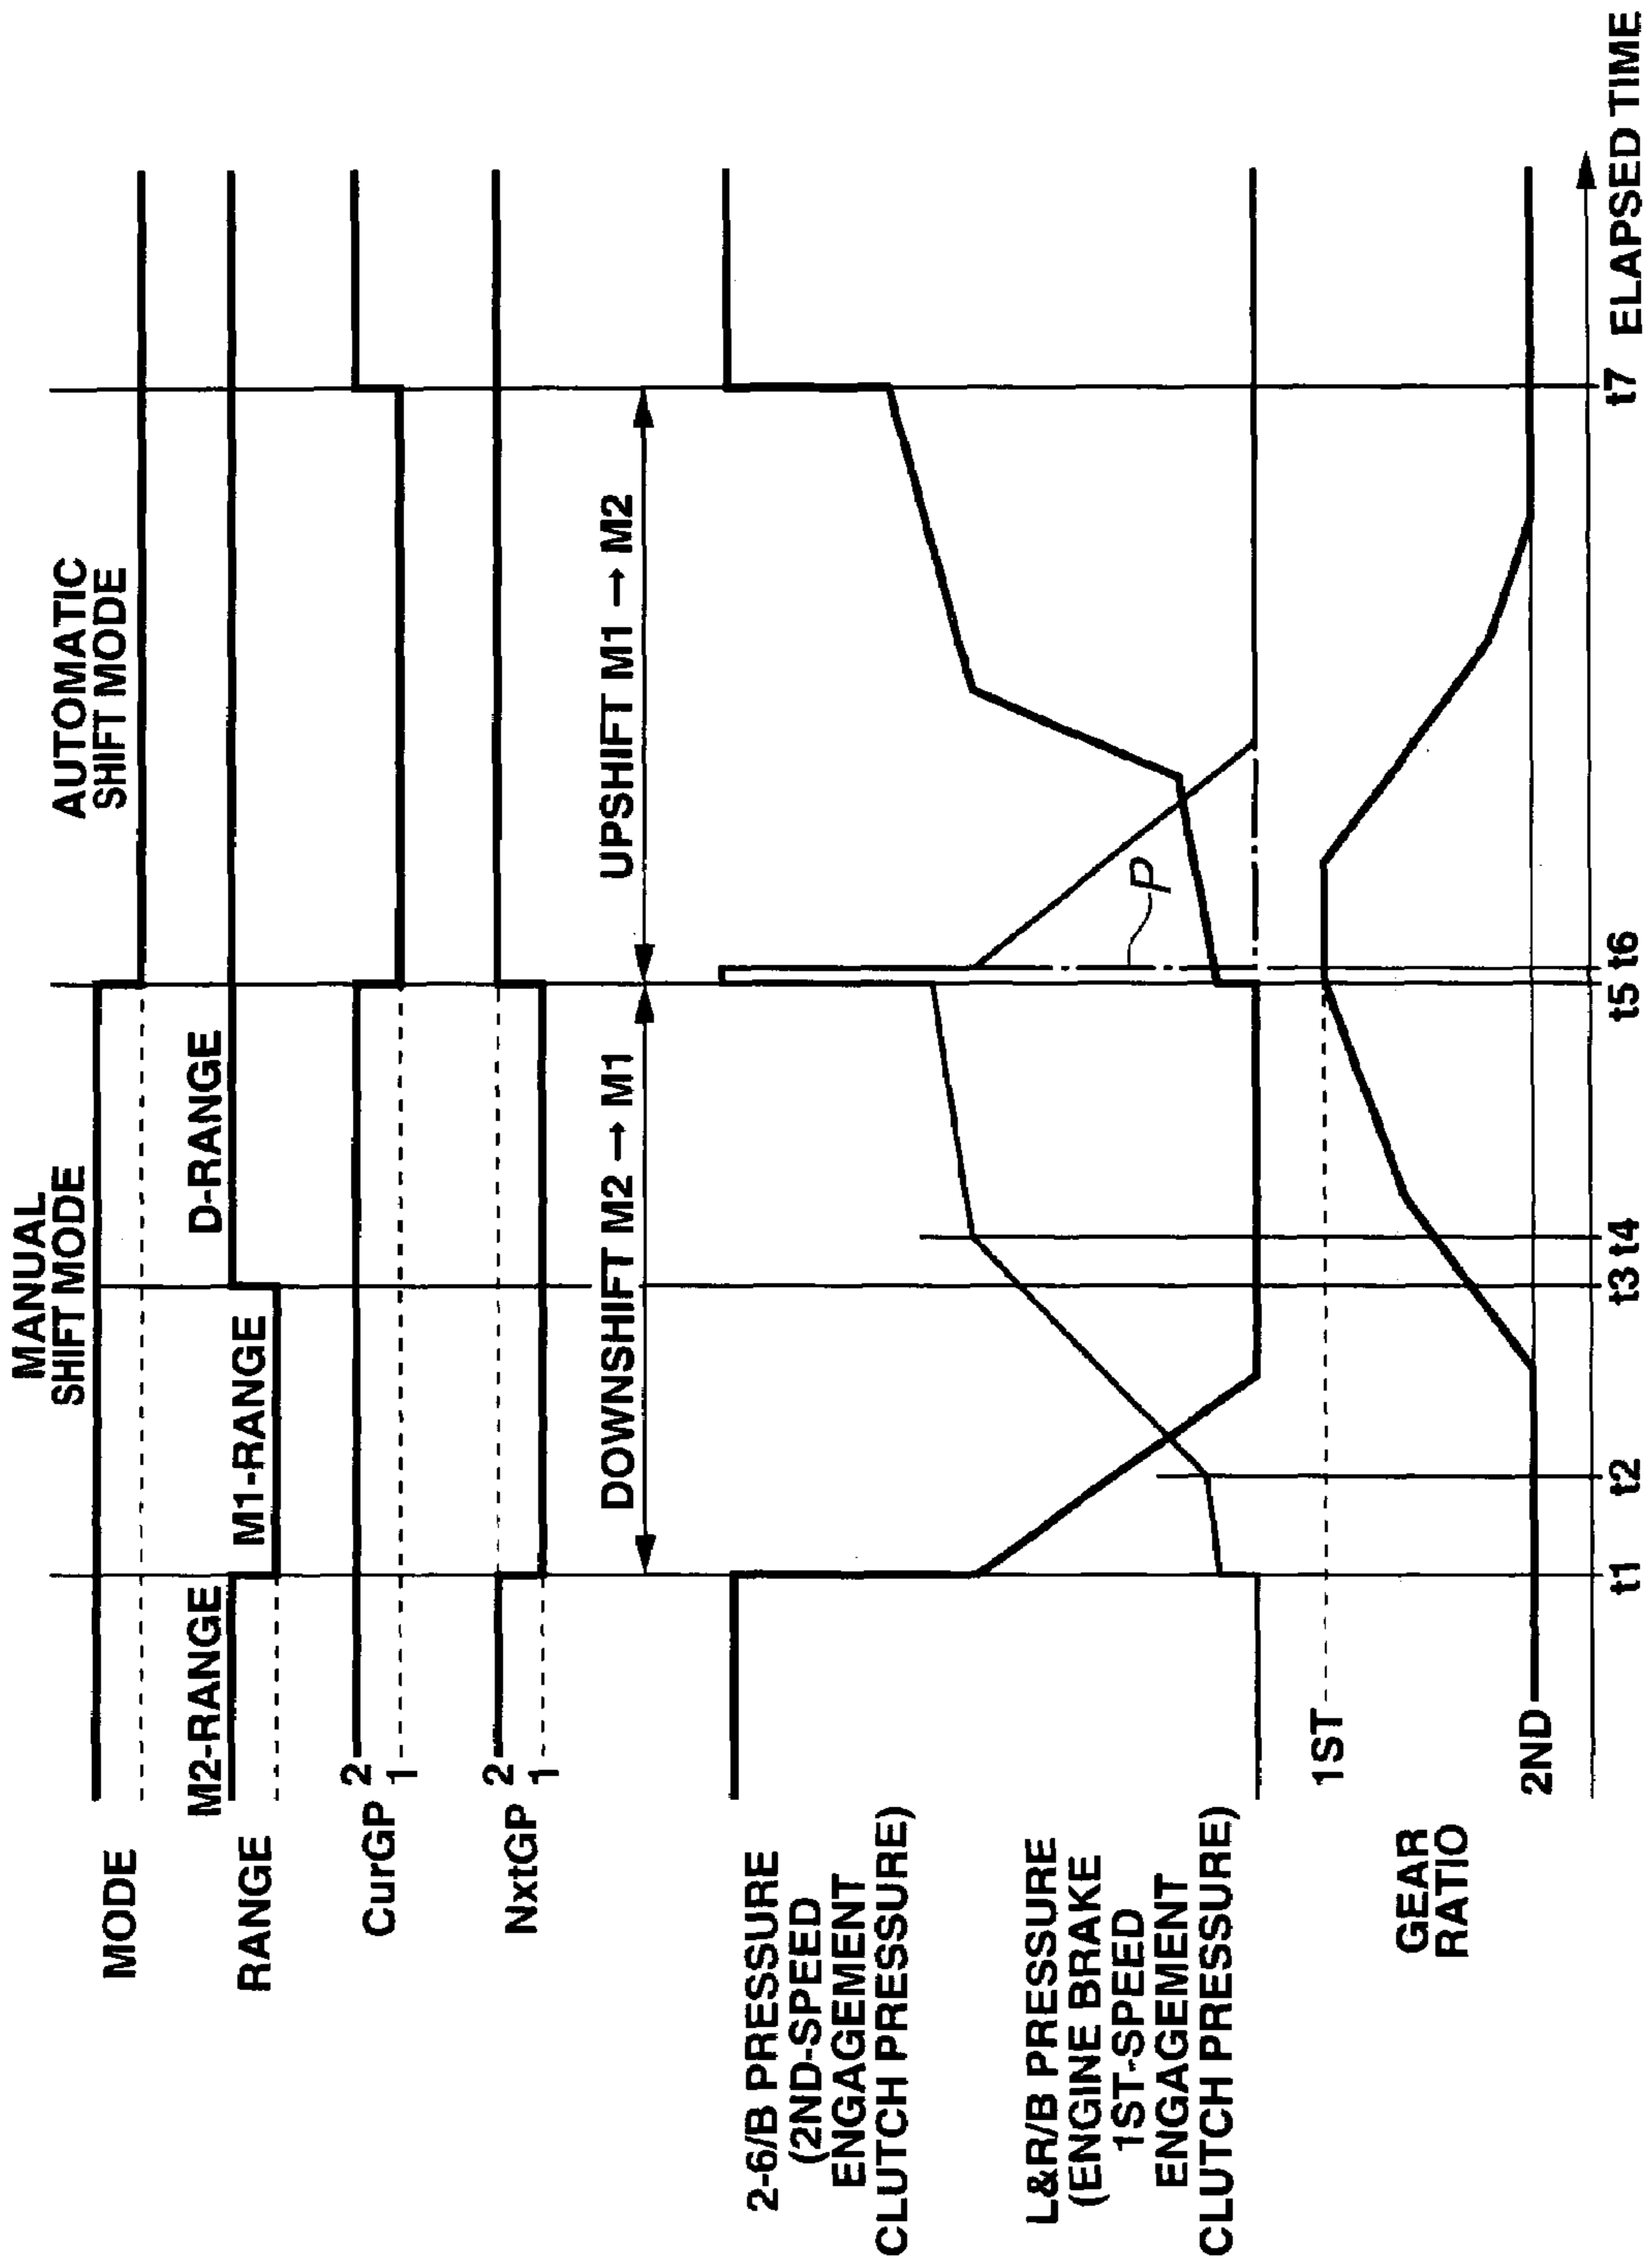 MANUAL
SHIFT MODE
AUTOMATIC
SHIFT MODE
MODE
M2-RANGE
M1-RANGE
D-RANGE
RANGE
CurGP
2
1
NxtGP
2
1
DOWNSHIFT M2 → M1
UPSHIFT M1 → M2
2-6/B PRESSURE
(2ND-SPEED
ENGAGEMENT
CLUTCH PRESSURE)
P
L&R/B PRESSURE
(ENGINE BRAKE
1ST-SPEED
ENGAGEMENT
CLUTCH PRESSURE)
1ST
GEAR
RATIO
2ND
t1
t2
t3
t4
t5
t6
t7
ELAPSED TIME